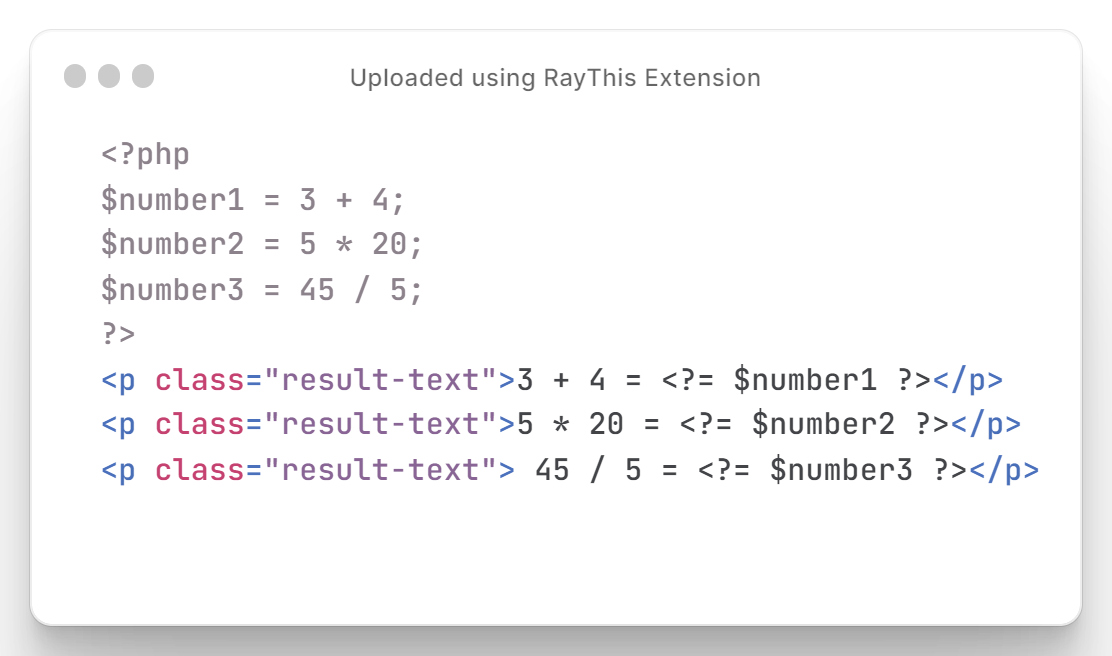 Uploaded using RayThis Extension
<?php
$number1 = 3 + 4;
$number2 = 5 * 20;
$number3 = 45 / 5;
?>
<p class="result-text">3 + 4 = <?= $number1 ?></p>
<p class="result-text">5 * 20 = <?= $number2 ?></p>
<p class="result-text"> 45 / 5 = <?= $number3 ?></p>